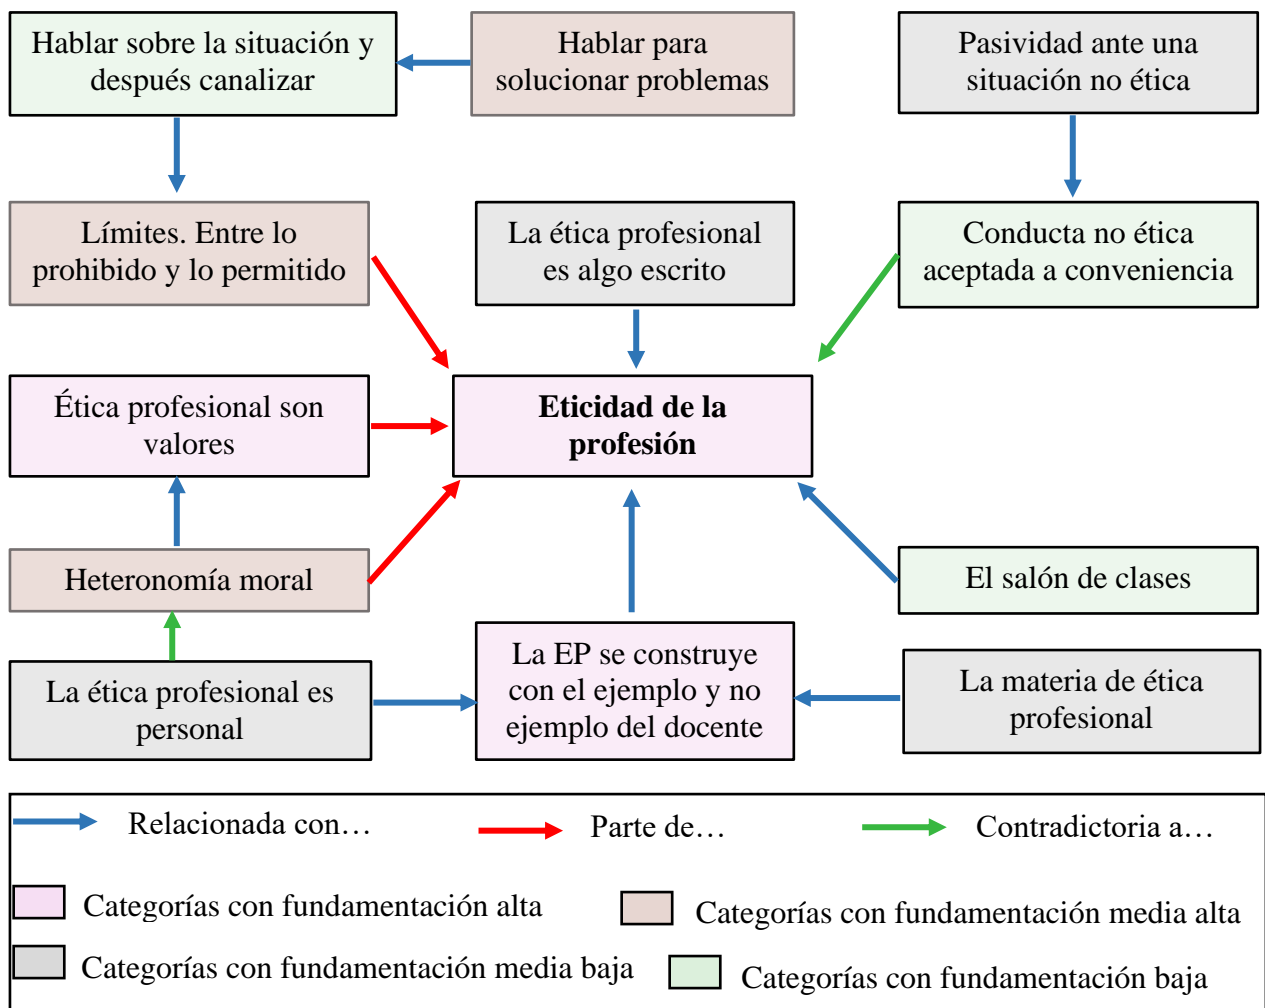 Hablar sobre la situación y
después canalizar
Hablar para
solucionar problemas
Pasividad ante una
situación no ética
Límites. Entre lo
prohibido y lo permitido
La ética profesional
es algo escrito
Conducta no ética
aceptada a conveniencia
Ética profesional son
valores
Eticidad de la
profesión
Heteronomía moral
El salón de clases
La ética profesional es
personal
La EP se construye
con el ejemplo y no
ejemplo del docente
La materia de ética
profesional
Relacionada con…
Parte de…
Contradictoria a…
Categorías con fundamentación alta
Categorías con fundamentación media alta
Categorías con fundamentación media baja
Categorías con fundamentación baja